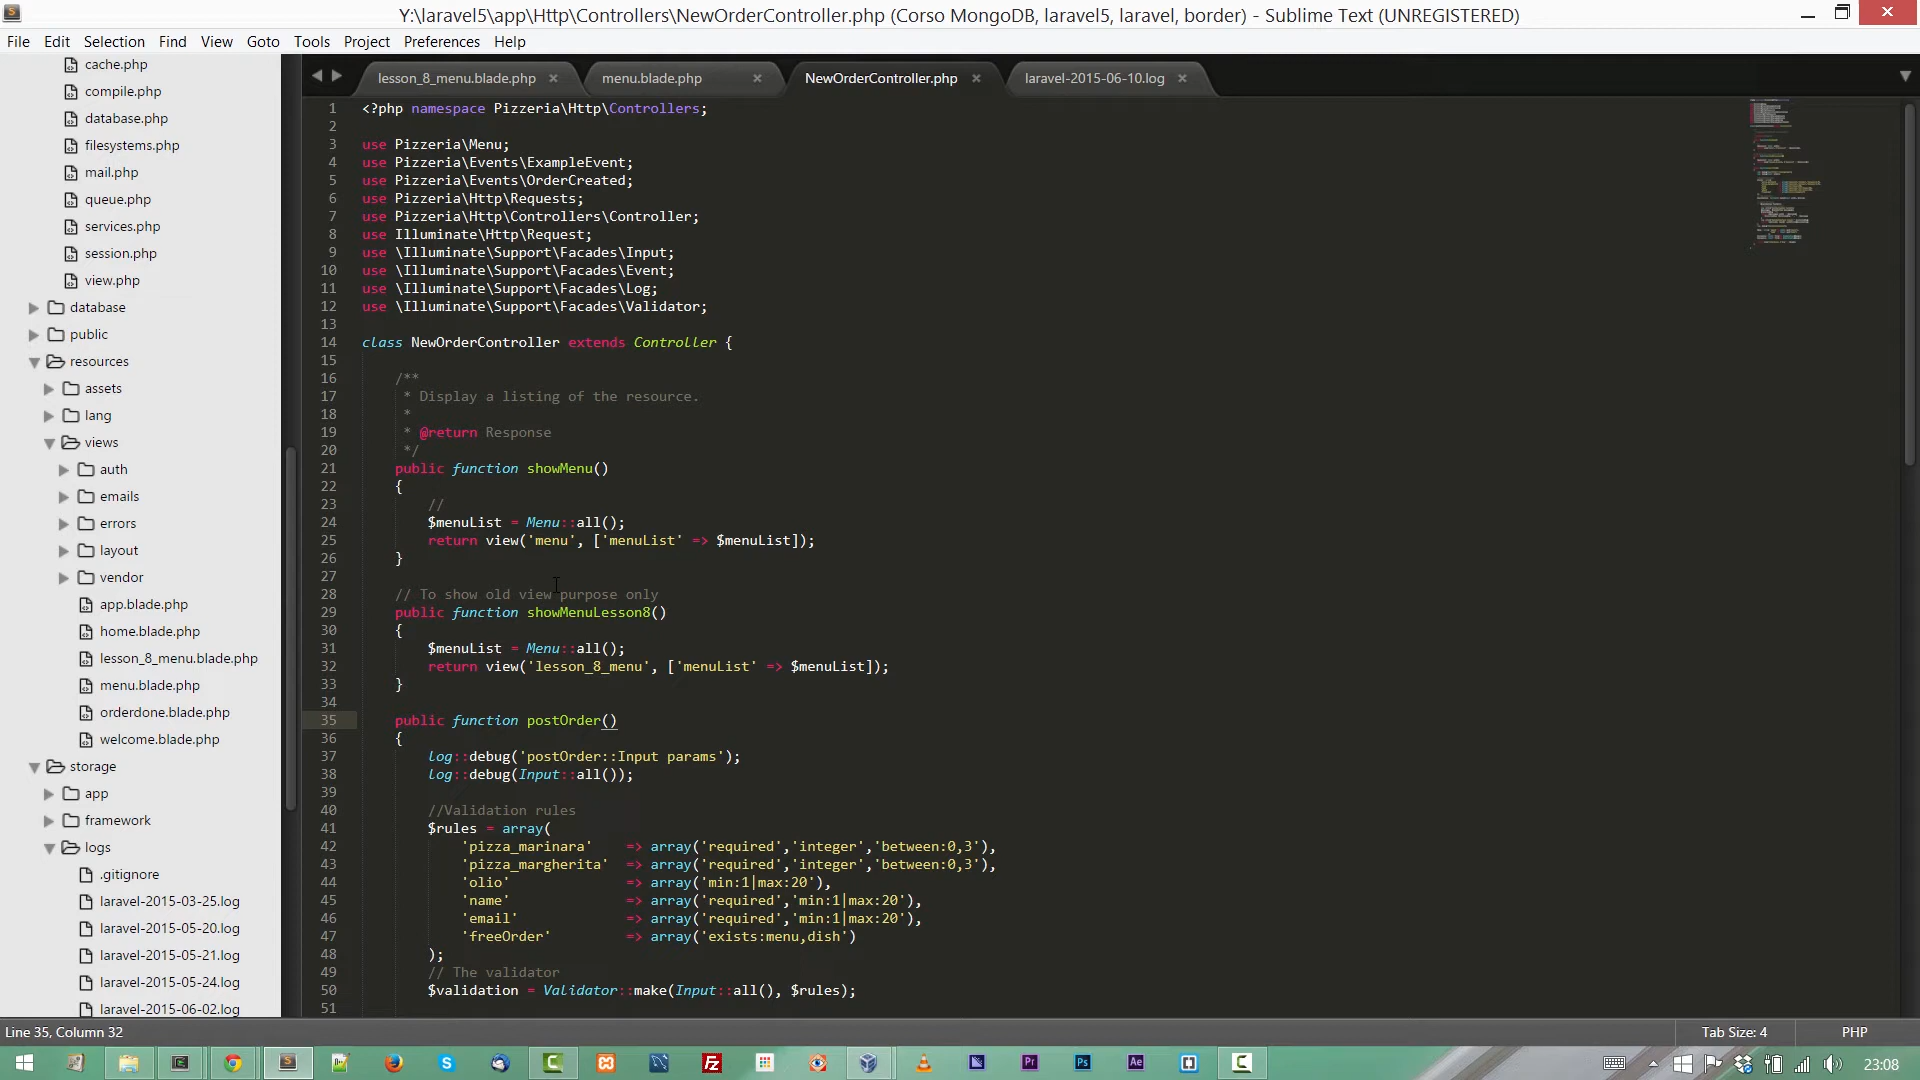 Y:\laravel5\app\Http\Controllers\NewOrderController.php (Corso MongoDB, laravel5, laravel, border) - Sublime Text (UNREGISTERED)
File Edit Selection Find View Goto Tools Project Preferences Help
cache.php
compile.php
database.php
filesystems.php
mail.php
queue.php
services.php
session.php
view.php
database
public
resources
assets
lang
views
auth
emails
errors
layout
vendor
app.blade.php
home.blade.php
lesson_8_menu.blade.php
menu.blade.php
orderdone.blade.php
welcome.blade.php
storage
app
framework
logs
.gitignore
laravel-2015-03-25.log
laravel-2015-05-20.log
laravel-2015-05-21.log
laravel-2015-05-24.log
laravel-2015-06-02.log
lesson_8_menu.blade.php × menu.blade.php × NewOrderController.php × laravel-2015-06-10.log ×
1 <?php namespace Pizzeria\Http\Controllers;
2
3 use Pizzeria\Menu;
4 use Pizzeria\Events\ExampleEvent;
5 use Pizzeria\Events\OrderCreated;
6 use Pizzeria\Http\Requests;
7 use Pizzeria\Http\Controllers\Controller;
8 use Illuminate\Http\Request;
9 use \Illuminate\Support\Facades\Input;
10 use \Illuminate\Support\Facades\Event;
11 use \Illuminate\Support\Facades\Log;
12 use \Illuminate\Support\Facades\Validator;
13
14 class NewOrderController extends Controller {
15
16 /**
17 * Display a listing of the resource.
18 *
19 * @return Response
20 */
21 public function showMenu()
22 {
23 //
24 $menuList = Menu::all();
25 return view('menu', ['menuList' => $menuList]);
26 }
27
28 // To show old view purpose only
29 public function showMenuLesson8()
30 {
31 $menuList = Menu::all();
32 return view('lesson_8_menu', ['menuList' => $menuList]);
33 }
34
35 public function postOrder()
36 {
37 log::debug('postOrder::Input params');
38 log::debug(Input::all());
39
40 //Validation rules
41 $rules = array(
42 'pizza_marinara' => array('required','integer','between:0,3'),
43 'pizza_margherita' => array('required','integer','between:0,3'),
44 'olio' => array('min:1|max:20'),
45 'name' => array('required','min:1|max:20'),
46 'email' => array('required','min:1|max:20'),
47 'freeOrder' => array('exists:menu,dish')
48 );
49 // The validator
50 $validation = Validator::make(Input::all(), $rules);
51
Line 35, Column 32 Tab Size: 4 PHP
23:08